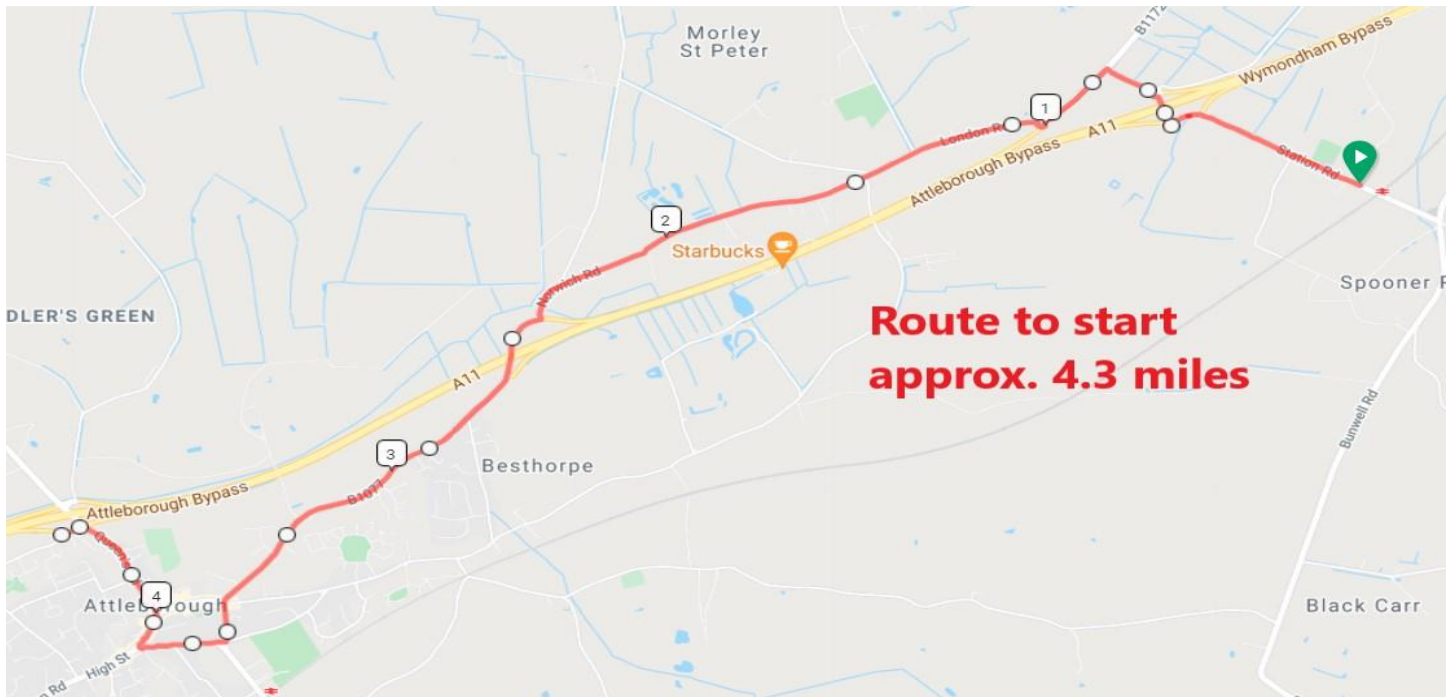 Morley
St Peter
B1172
Wymondham Bypass
1
London R
A11
Attleborough Bypass
Station Rd
2
Starbucks
Norwich Rd
Spooner R
DLER'S GREEN
Route to start
approx. 4.3 miles
A11
Bunwell Rd
3
Besthorpe
B1077
Attleborough Bypass
Queen's
4
Attleborough
Black Carr
High St
n Rd